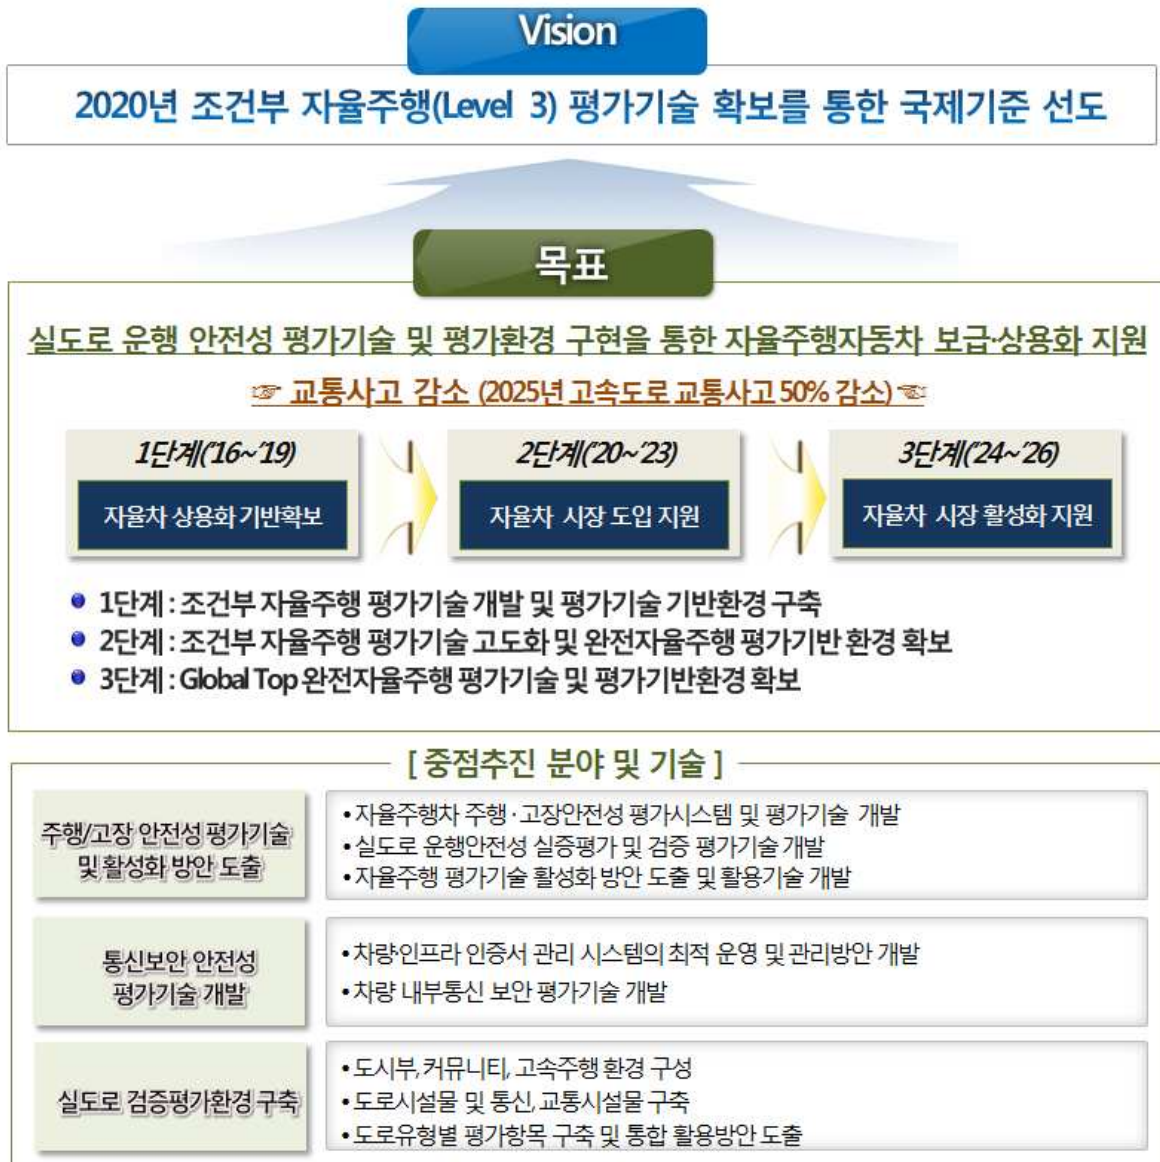 Vision
2020년 조건부 자율주행(Level 3) 평가기술 확보를 통한 국제기준 선도
목표
실도로 운행 안전성 평가기술 및 평가환경 구현을 통한 자율주행자동차 보급·상용화 지원
☞ 교통사고 감소 (2025년 고속도로 교통사고 50% 감소) ☜
1단계('16~'19)
자율차 상용화 기반확보
2단계('20~'23)
자율차 시장 도입 지원
3단계('24~'26)
자율차 시장 활성화 지원
• 1단계 : 조건부 자율주행 평가기술 개발 및 평가기술 기반환경 구축
• 2단계 : 조건부 자율주행 평가기술 고도화 및 완전자율주행 평가기반 환경 확보
• 3단계 : Global Top 완전자율주행 평가기술 및 평가기반환경 확보
[ 중점추진 분야 및 기술 ]
주행/고장 안전성 평가기술
및 활성화 방안 도출
• 자율주행차 주행·고장안전성 평가시스템 및 평가기술 개발
• 실도로 운행안전성 실증평가 및 검증 평가기술 개발
• 자율주행 평가기술 활성화 방안 도출 및 활용기술 개발
통신보안 안전성
평가기술 개발
• 차량·인프라 인증서 관리 시스템의 최적 운영 및 관리방안 개발
• 차량 내부통신 보안 평가기술 개발
실도로 검증평가환경 구축
• 도시부, 커뮤니티, 고속주행 환경 구성
• 도로시설물 및 통신, 교통시설물 구축
• 도로유형별 평가항목 구축 및 통합 활용방안 도출